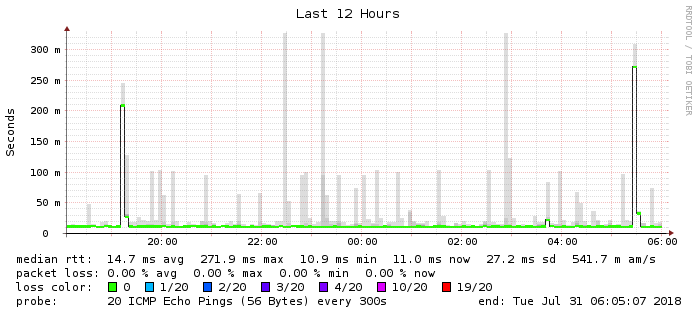 Last 12 Hours
RRDTOOL / TOBI OETIKER
Seconds
300 m
250 m
200 m
150 m
100 m
50 m
0
20:00 22:00 00:00 02:00 04:00 06:00
median rtt: 14.7 ms avg 271.9 ms max 10.9 ms min 11.0 ms now 27.2 ms sd 541.7 m am/s
packet loss: 0.00 % avg 0.00 % max 0.00 % min 0.00 % now
loss color: 0 1/20 2/20 3/20 4/20 10/20 19/20
probe: 20 ICMP Echo Pings (56 Bytes) every 300s end: Tue Jul 31 06:05:07 2018